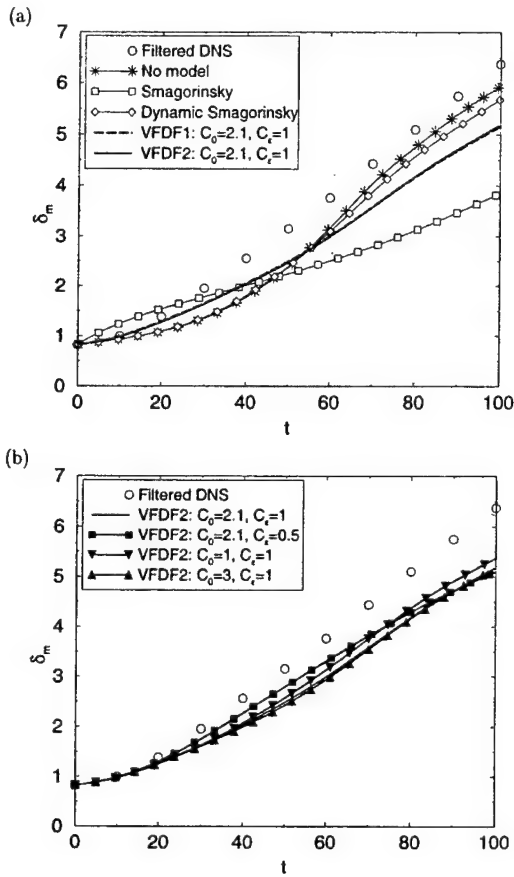 (a)
7
6
5
4
3
2
1
0
δm
Filtered DNS
No model
Smagorinsky
Dynamic Smagorinsky
VFDF1: C₀=2.1, Cε=1
VFDF2: C₀=2.1, Cε=1
0 20 40 60 80 100
t
(b)
7
6
5
4
3
2
1
0
δm
Filtered DNS
VFDF2: C₀=2.1, Cε=1
VFDF2: C₀=2.1, Cε=0.5
VFDF2: C₀=1, Cε=1
VFDF2: C₀=3, Cε=1
0 20 40 60 80 100
t